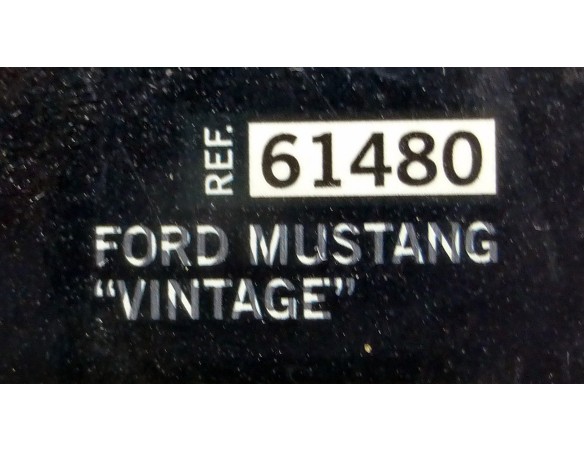 REF. 61480
FORD MUSTANG
“VINTAGE”